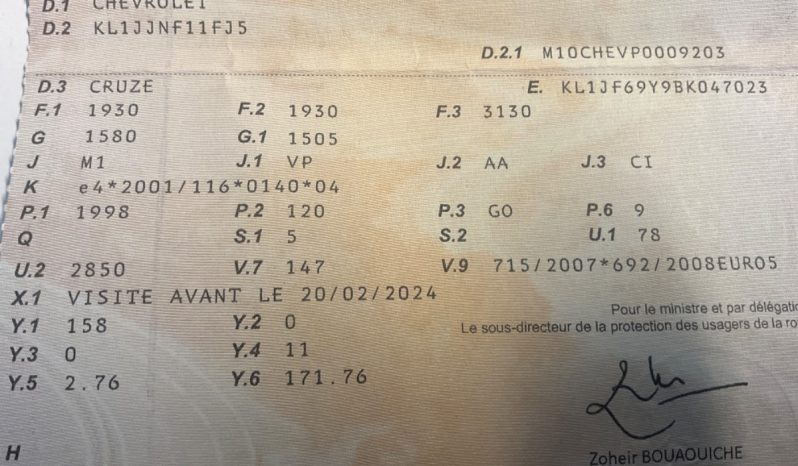 D.1 CHEVROLET
D.2 KL1JJNF11FJ5
D.2.1 M10CHEVP0009203
D.3 CRUZE E. KL1JF69Y9BK047023
F.1 1930 F.2 1930 F.3 3130
G 1580 G.1 1505
J M1 J.1 VP J.2 AA J.3 CI
K e4*2001/116*0140*04
P.1 1998 P.2 120 P.3 GO P.6 9
Q S.1 5 S.2 U.1 78
U.2 2850 V.7 147 V.9 715/2007*692/2008EURO5
X.1 VISITE AVANT LE 20/02/2024
Pour le ministre et par délégatio
Y.1 158 Y.2 0
Le sous-directeur de la protection des usagers de la ro
Y.3 0 Y.4 11
Y.5 2.76 Y.6 171.76
H
Zoheir BOUAOUICHE